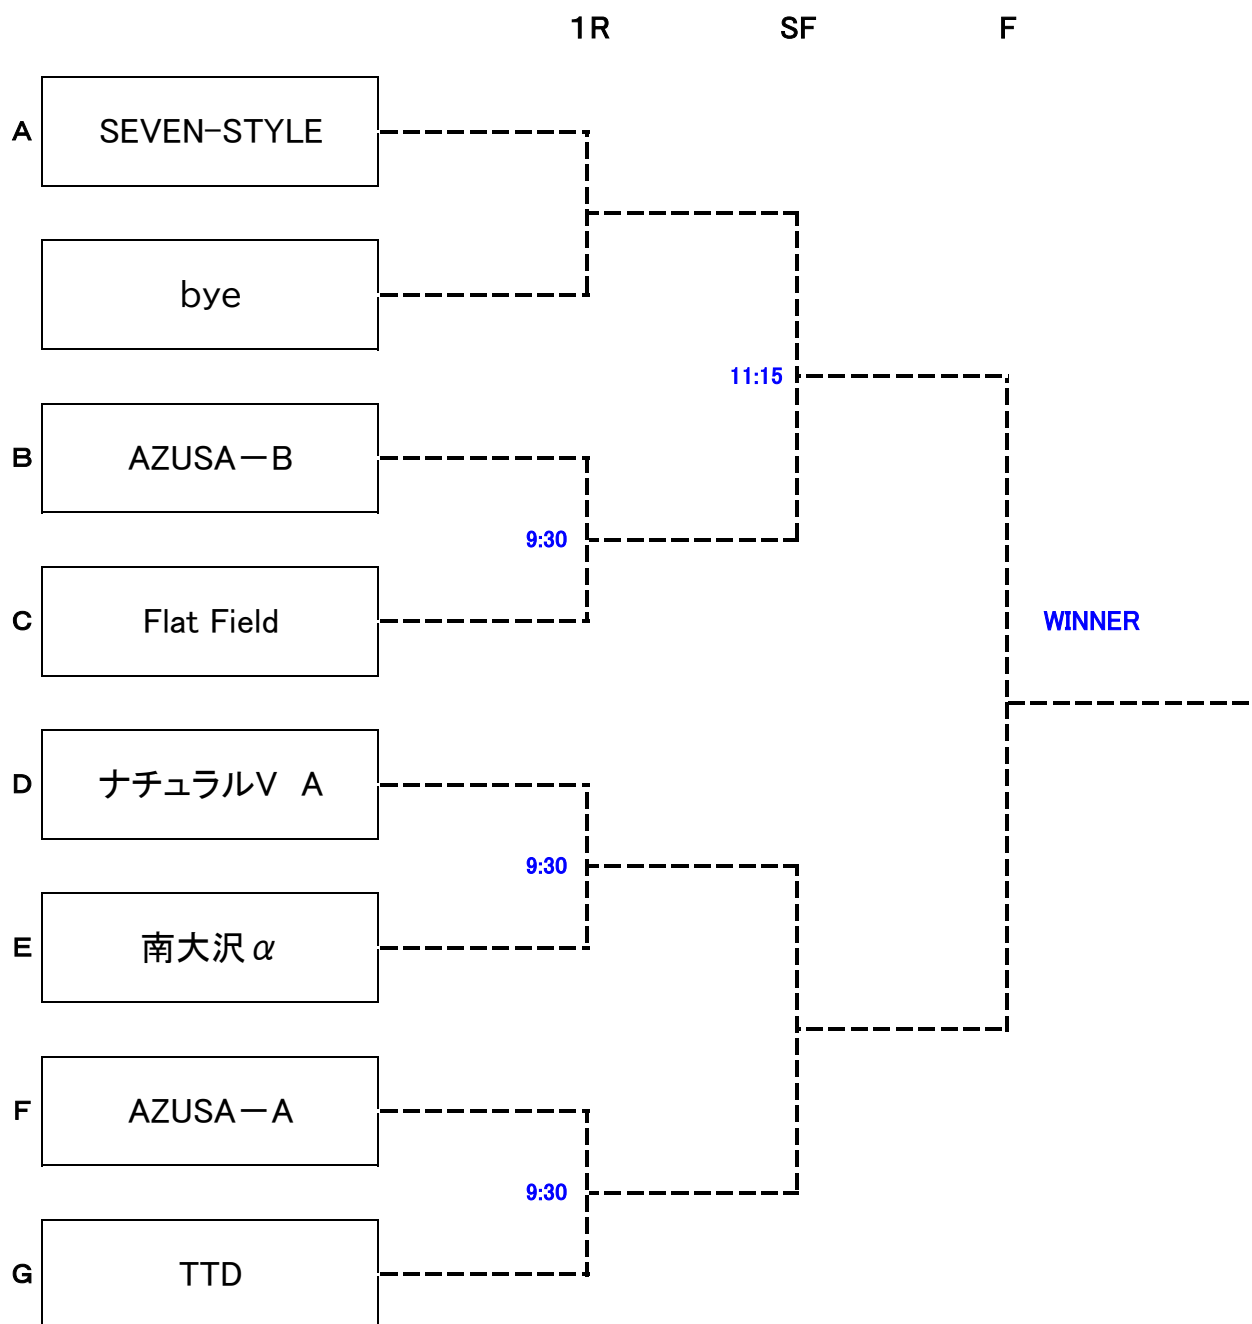 1R SF F
A SEVEN-STYLE
bye
11:15
B AZUSA－B
9:30
C Flat Field
WINNER
D ナチュラルV　A
9:30
E 南大沢α
F AZUSA－A
9:30
G TTD